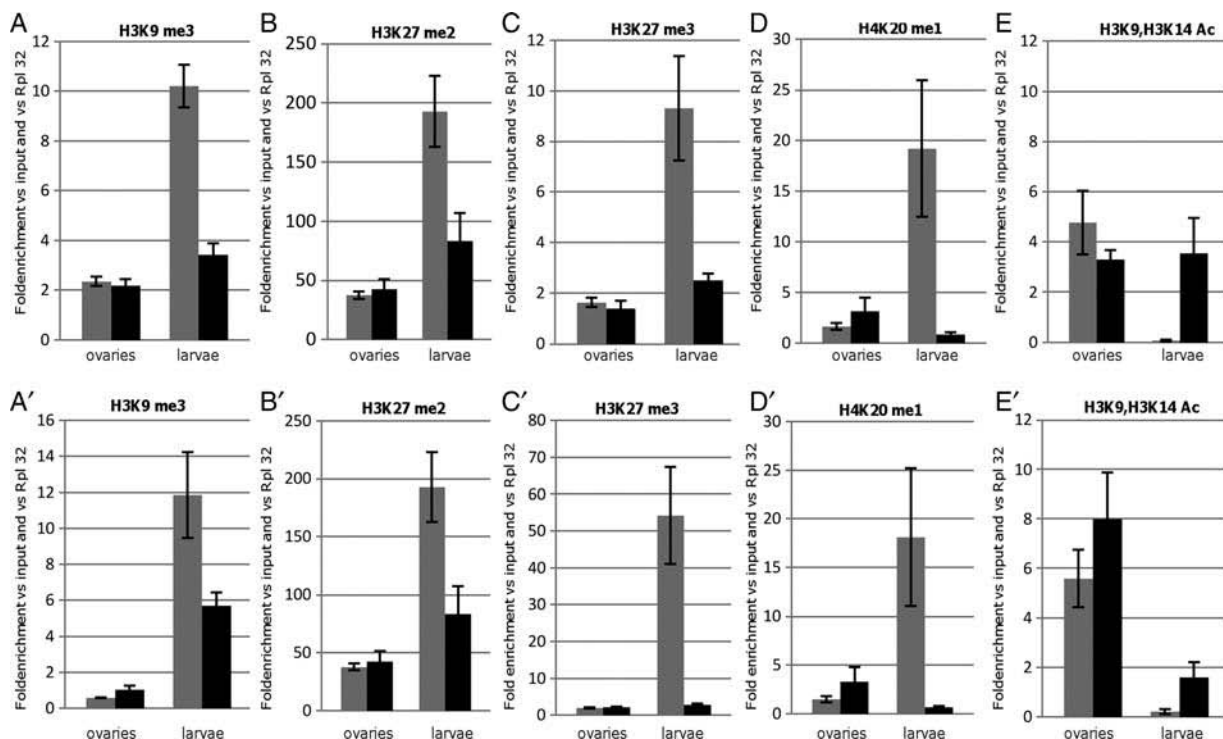 A
H3K9 me3
Foldenrichment vs input and vs Rpl 32
12
10
8
6
4
2
0
ovaries larvae
B
H3K27 me2
Foldenrichment vs input and vs Rpl 32
250
200
150
100
50
0
ovaries larvae
C
H3K27 me3
Foldenrichment vs input and vs Rpl 32
12
10
8
6
4
2
0
ovaries larvae
D
H4K20 me1
Foldenrichment vs input and vs Rpl 32
30
25
20
15
10
5
0
ovaries larvae
E
H3K9,H3K14 Ac
Foldenrichment vs input and vs Rpl 32
12
10
8
6
4
2
0
ovaries larvae
A′
H3K9 me3
Foldenrichment vs input and vs Rpl 32
16
14
12
10
8
6
4
2
0
ovaries larvae
B′
H3K27 me2
Foldenrichment vs input and vs Rpl 32
250
200
150
100
50
0
ovaries larvae
C′
H3K27 me3
Fold enrichment vs input and vs Rpl 32
80
70
60
50
40
30
20
10
0
ovaries larvae
D′
H4K20 me1
Fold enrichment vs input and vs Rpl 32
30
25
20
15
10
5
0
ovaries larvae
E′
H3K9,H3K14 Ac
Foldenrichment vs input and vs Rpl 32
12
10
8
6
4
2
0
ovaries larvae